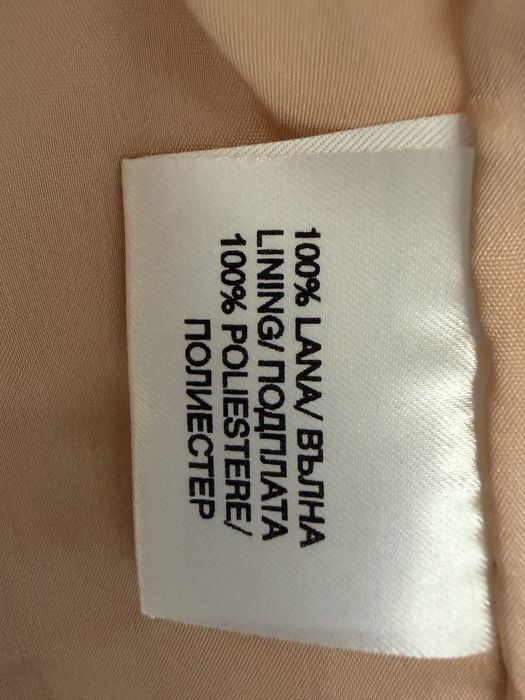 100% LANA/ ВЪЛНА
LINING/ ПОДПЛАТА
100% POLIESTERE/
ПОЛИЕСТЕР